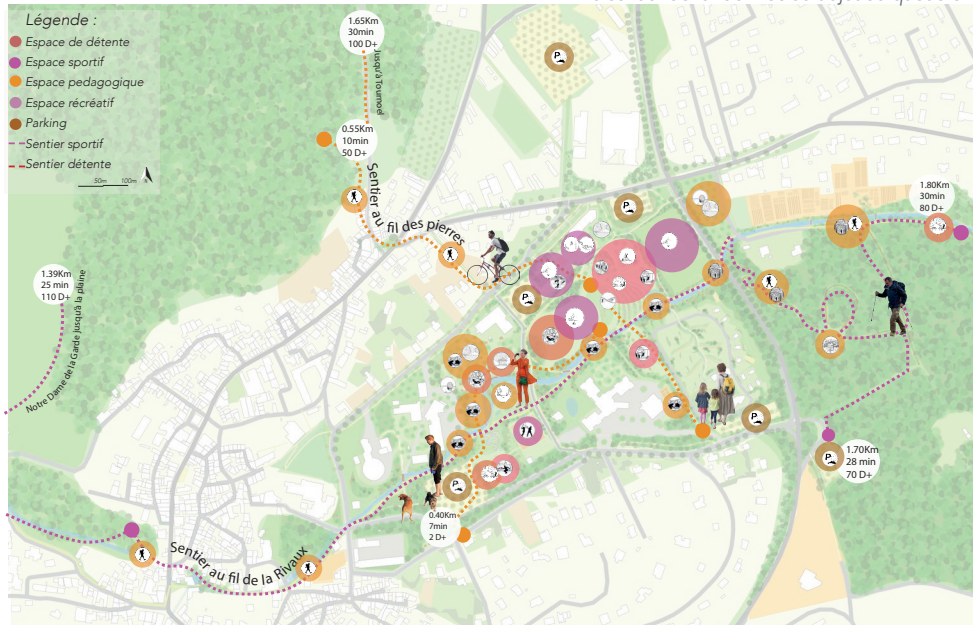 Légende :
Espace de détente
Espace sportif
Espace pedagogique
Espace récréatif
Parking
Sentier sportif
Sentier détente
50m 100m
N
1.65Km
30min
100 D+
Jusqu'à Tournoel
0.55Km
10min
50 D+
Sentier au fil des pierres
P
P
1.80Km
30min
80 D+
1.39Km
25 min
110 D+
Notre Dame de la Garde jusqu'à la plaine
P
P
P
1.70Km
28 min
70 D+
P
0.40Km
7min
2 D+
Sentier au fil de la Rivaux